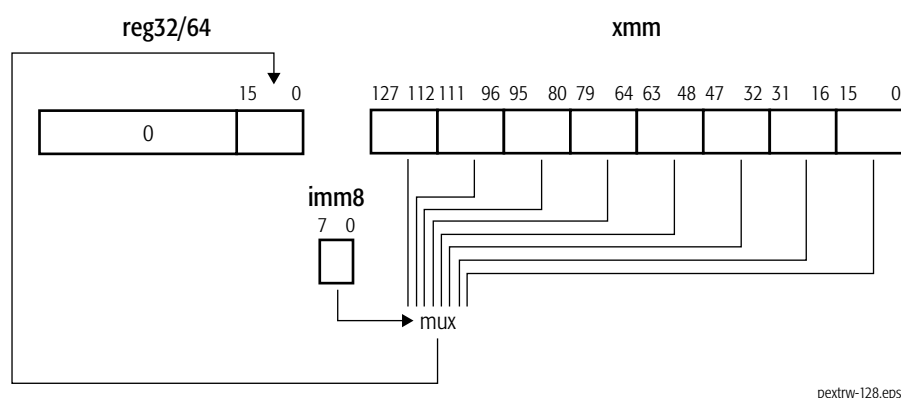 reg32/64 xmm
15 0 127 112 111 96 95 80 79 64 63 48 47 32 31 16 15 0
0
imm8
7 0
mux
pextrw-128.eps